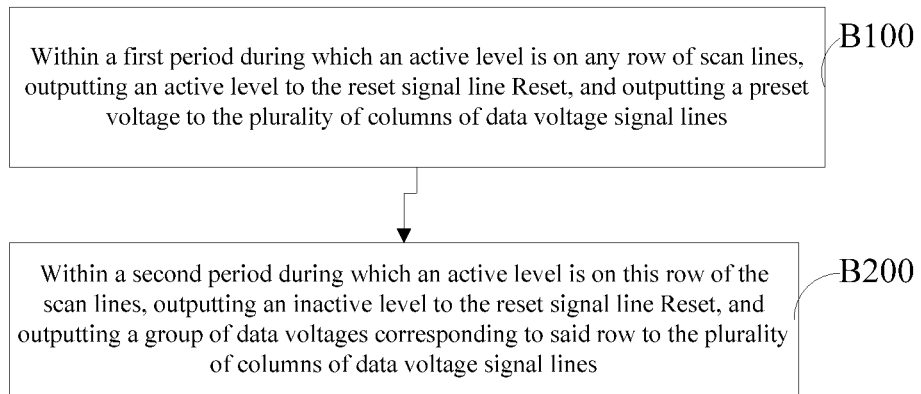 Within a first period during which an active level is on any row of scan lines,
outputting an active level to the reset signal line Reset, and outputting a preset
voltage to the plurality of columns of data voltage signal lines
B100
Within a second period during which an active level is on this row of the
scan lines, outputting an inactive level to the reset signal line Reset, and
outputting a group of data voltages corresponding to said row to the plurality
of columns of data voltage signal lines
B200